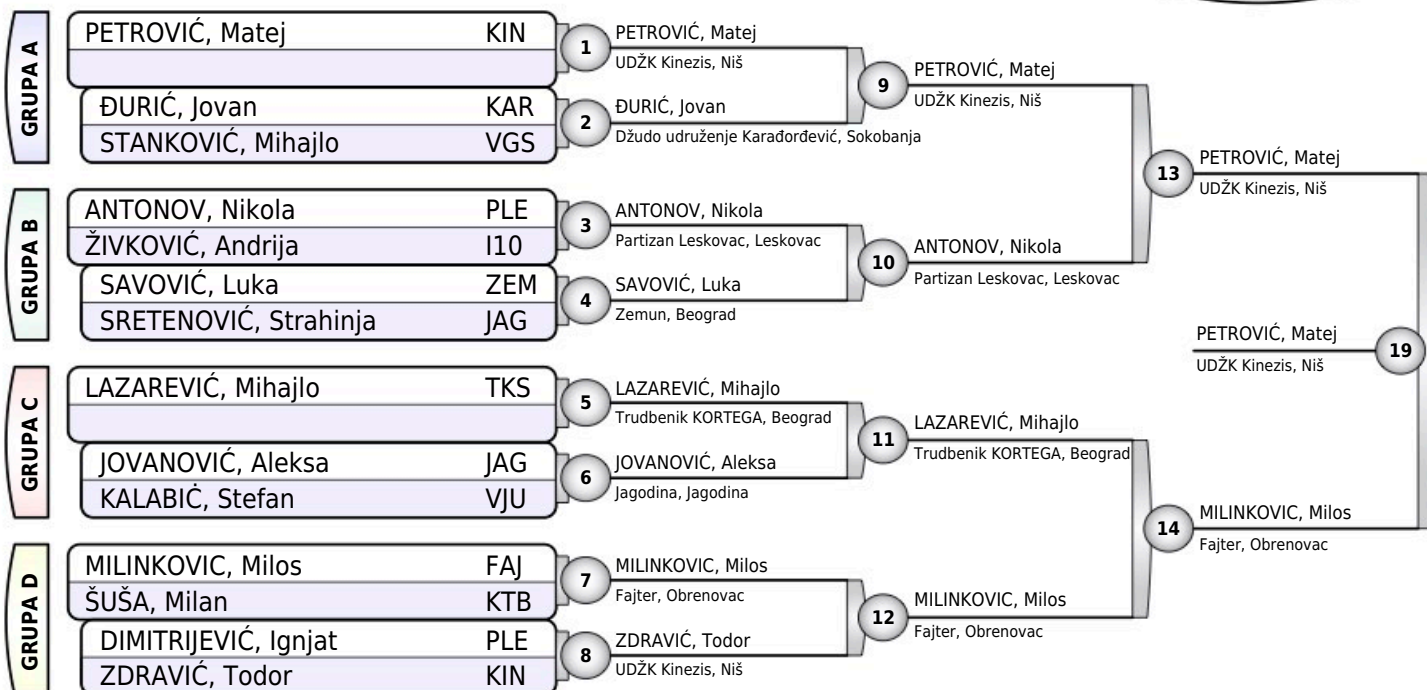 GRUPA A
PETROVIĆ, Matej KIN
ĐURIĆ, Jovan KAR
STANKOVIĆ, Mihajlo VGS
GRUPA B
ANTONOV, Nikola PLE
ŽIVKOVIĆ, Andrija I10
SAVOVIĆ, Luka ZEM
SRETENOVIĆ, Strahinja JAG
GRUPA C
LAZAREVIĆ, Mihajlo TKS
JOVANOVIĆ, Aleksa JAG
KALABIĊ, Stefan VJU
GRUPA D
MILINKOVIC, Milos FAJ
ŠUŠA, Milan KTB
DIMITRIJEVIĆ, Ignjat PLE
ZDRAVIĆ, Todor KIN
1
PETROVIĆ, Matej
UDŽK Kinezis, Niš
2
ĐURIĆ, Jovan
Džudo udruženje Karađorđević, Sokobanja
3
ANTONOV, Nikola
Partizan Leskovac, Leskovac
4
SAVOVIĆ, Luka
Zemun, Beograd
5
LAZAREVIĆ, Mihajlo
Trudbenik KORTEGA, Beograd
6
JOVANOVIĆ, Aleksa
Jagodina, Jagodina
7
MILINKOVIC, Milos
Fajter, Obrenovac
8
ZDRAVIĆ, Todor
UDŽK Kinezis, Niš
9
PETROVIĆ, Matej
UDŽK Kinezis, Niš
10
ANTONOV, Nikola
Partizan Leskovac, Leskovac
11
LAZAREVIĆ, Mihajlo
Trudbenik KORTEGA, Beograd
12
MILINKOVIC, Milos
Fajter, Obrenovac
13
PETROVIĆ, Matej
UDŽK Kinezis, Niš
14
MILINKOVIC, Milos
Fajter, Obrenovac
PETROVIĆ, Matej
UDŽK Kinezis, Niš
19